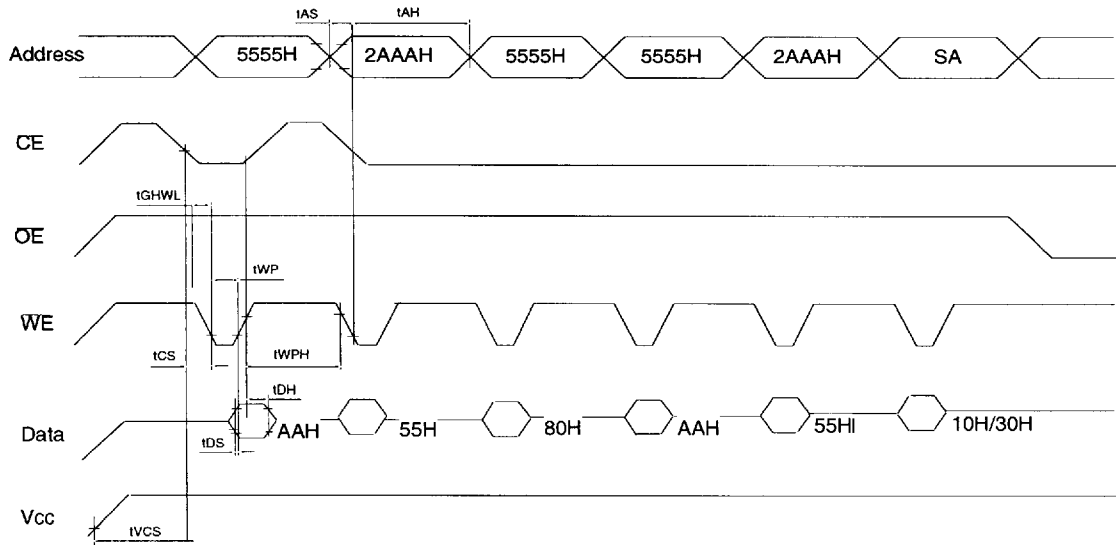 tAS tAH
Address 5555H 2AAAH 5555H 5555H 2AAAH SA
CE
tGHWL
OE
tWP
WE
tCS tWPH
tDH
Data AAH 55H 80H AAH 55HI 10H/30H
tDS
Vcc
tVCS